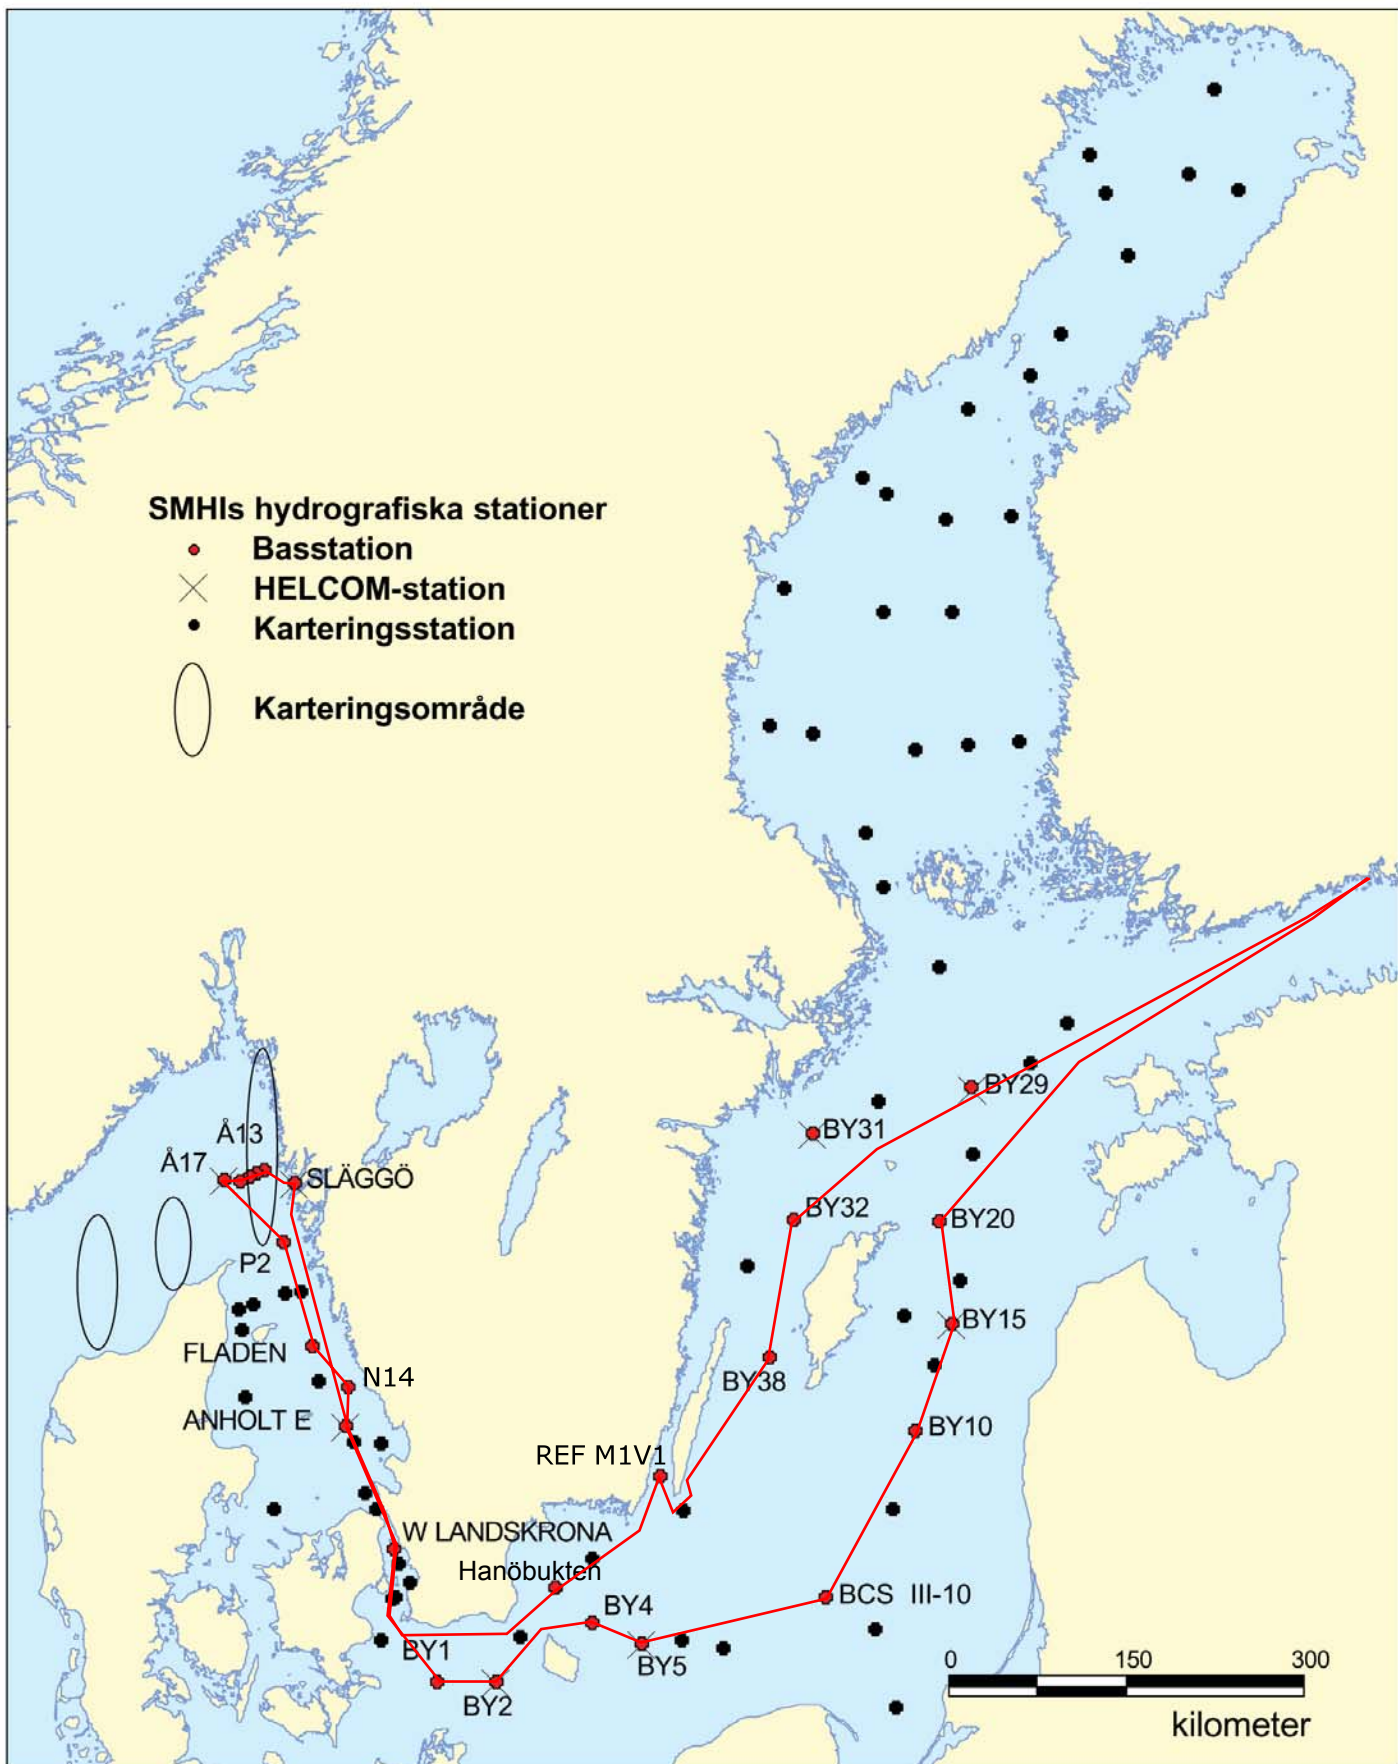 SMHIs hydrografiska stationer
Basstation
HELCOM-station
Karteringsstation
Karteringsområde
BY29
Å13
BY31
Å17
SLÄGGÖ
BY32
BY20
P2
BY15
FLADEN
N14
BY38
ANHOLT E
BY10
REF M1V1
W LANDSKRONA
Hanöbukten
BCS III-10
BY4
BY1
BY5
BY2
0 150 300
kilometer